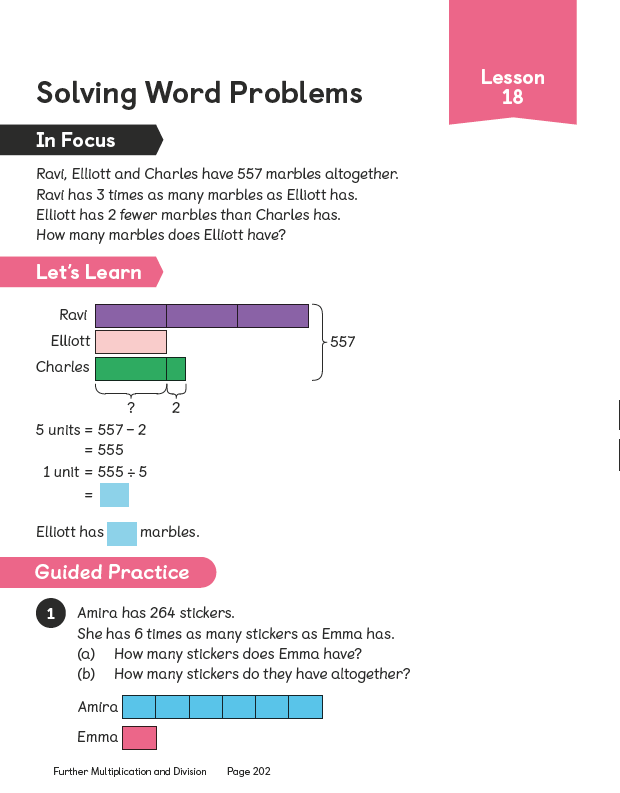 Lesson
18
Solving Word Problems
In Focus
Ravi, Elliott and Charles have 557 marbles altogether.
Ravi has 3 times as many marbles as Elliott has.
Elliott has 2 fewer marbles than Charles has.
How many marbles does Elliott have?
Let's Learn
Ravi
Elliott
557
Charles
? 2
5 units = 557 – 2
= 555
1 unit = 555 ÷ 5
=
Elliott has marbles.
Guided Practice
1 Amira has 264 stickers.
She has 6 times as many stickers as Emma has.
(a) How many stickers does Emma have?
(b) How many stickers do they have altogether?
Amira
Emma
Further Multiplication and Division Page 202